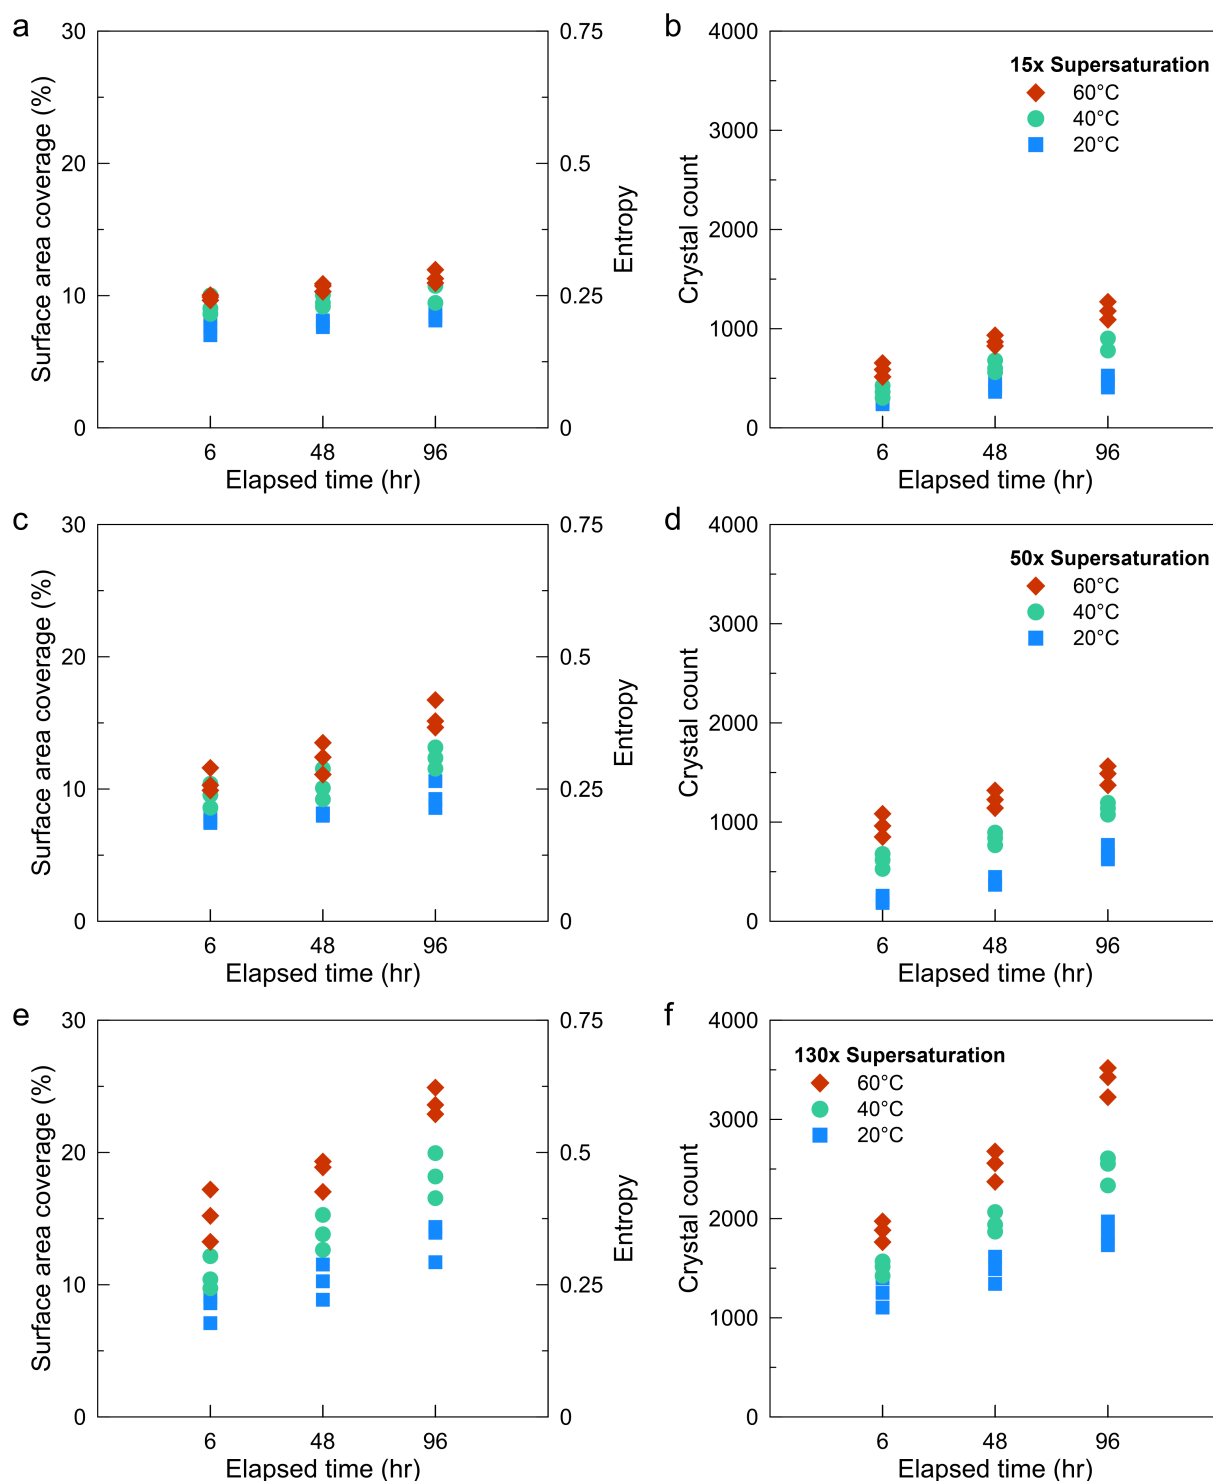 a
30
20
10
0
Surface area coverage (%)
0.75
0.5
0.25
0
Entropy
6 48 96
Elapsed time (hr)
b
4000
3000
2000
1000
0
Crystal count
15x Supersaturation
60°C
40°C
20°C
6 48 96
Elapsed time (hr)
c
30
20
10
0
Surface area coverage (%)
0.75
0.5
0.25
0
Entropy
6 48 96
Elapsed time (hr)
d
4000
3000
2000
1000
0
Crystal count
50x Supersaturation
60°C
40°C
20°C
6 48 96
Elapsed time (hr)
e
30
20
10
0
Surface area coverage (%)
0.75
0.5
0.25
0
Entropy
6 48 96
Elapsed time (hr)
f
4000
3000
2000
1000
0
Crystal count
130x Supersaturation
60°C
40°C
20°C
6 48 96
Elapsed time (hr)